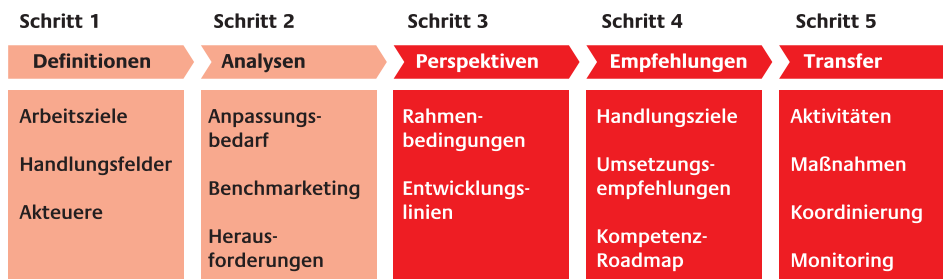 Schritt 1
Schritt 2
Schritt 3
Schritt 4
Schritt 5
Definitionen
Analysen
Perspektiven
Empfehlungen
Transfer
Arbeitsziele
Handlungsfelder
Akteuere
Anpassungs-
bedarf
Benchmarketing
Heraus-
forderungen
Rahmen-
bedingungen
Entwicklungs-
linien
Handlungsziele
Umsetzungs-
empfehlungen
Kompetenz-
Roadmap
Aktivitäten
Maßnahmen
Koordinierung
Monitoring